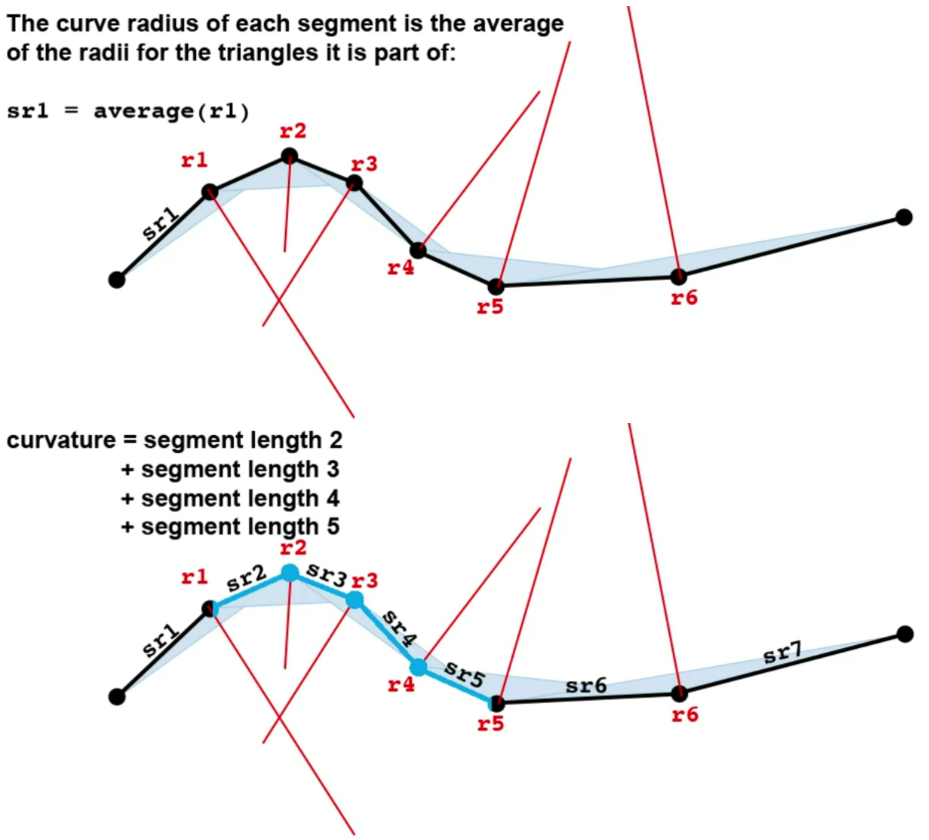 The curve radius of each segment is the average
of the radii for the triangles it is part of:
sr1 = average(r1)
r2
r1
r3
sr1
r4
r5
r6
curvature = segment length 2
+ segment length 3
+ segment length 4
+ segment length 5
r2
r1 sr2 sr3 r3
sr1
sr4
sr5
sr7
r4
sr6
r5
r6